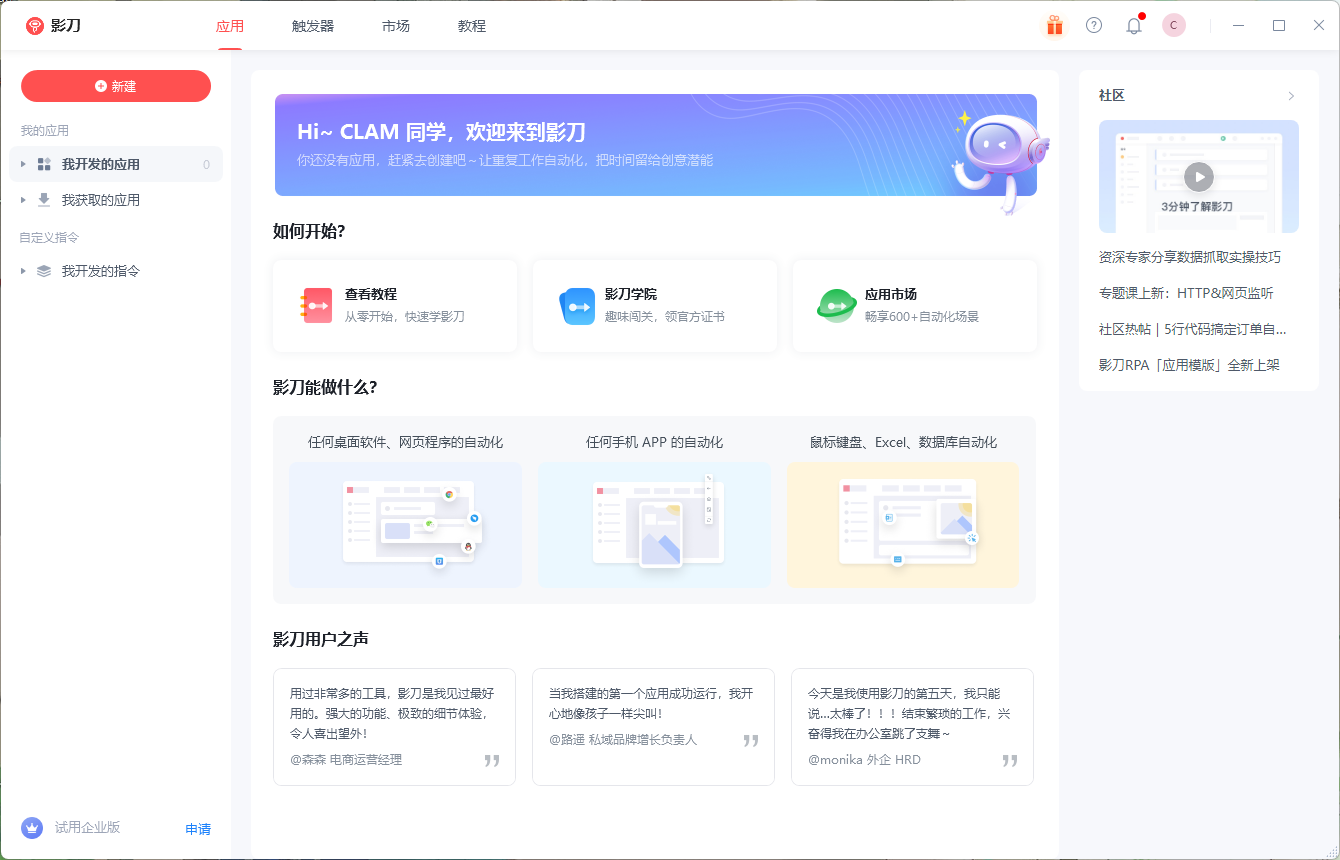 影刀
应用
触发器
市场
教程
C
新建
我的应用
我开发的应用
0
我获取的应用
自定义指令
我开发的指令
试用企业版
申请
Hi~ CLAM 同学，欢迎来到影刀
你还没有应用，赶紧去创建吧～让重复工作自动化，把时间留给创意潜能
如何开始?
查看教程
从零开始，快速学影刀
影刀学院
趣味闯关，领官方证书
应用市场
畅享600+自动化场景
影刀能做什么?
任何桌面软件、网页程序的自动化
任何手机 APP 的自动化
鼠标键盘、Excel、数据库自动化
影刀用户之声
用过非常多的工具，影刀是我见过最好
用的。强大的功能、极致的细节体验，
令人喜出望外!
@森森 电商运营经理
当我搭建的第一个应用成功运行，我开
心地像孩子一样尖叫!
@路遥 私域品牌增长负责人
今天是我使用影刀的第五天，我只能
说...太棒了！！！结束繁琐的工作，兴
奋得我在办公室跳了支舞～
@monika 外企 HRD
社区
3分钟了解影刀
资深专家分享数据抓取实操技巧
专题课上新：HTTP&网页监听
社区热帖 | 5行代码搞定订单自...
影刀RPA「应用模版」全新上架